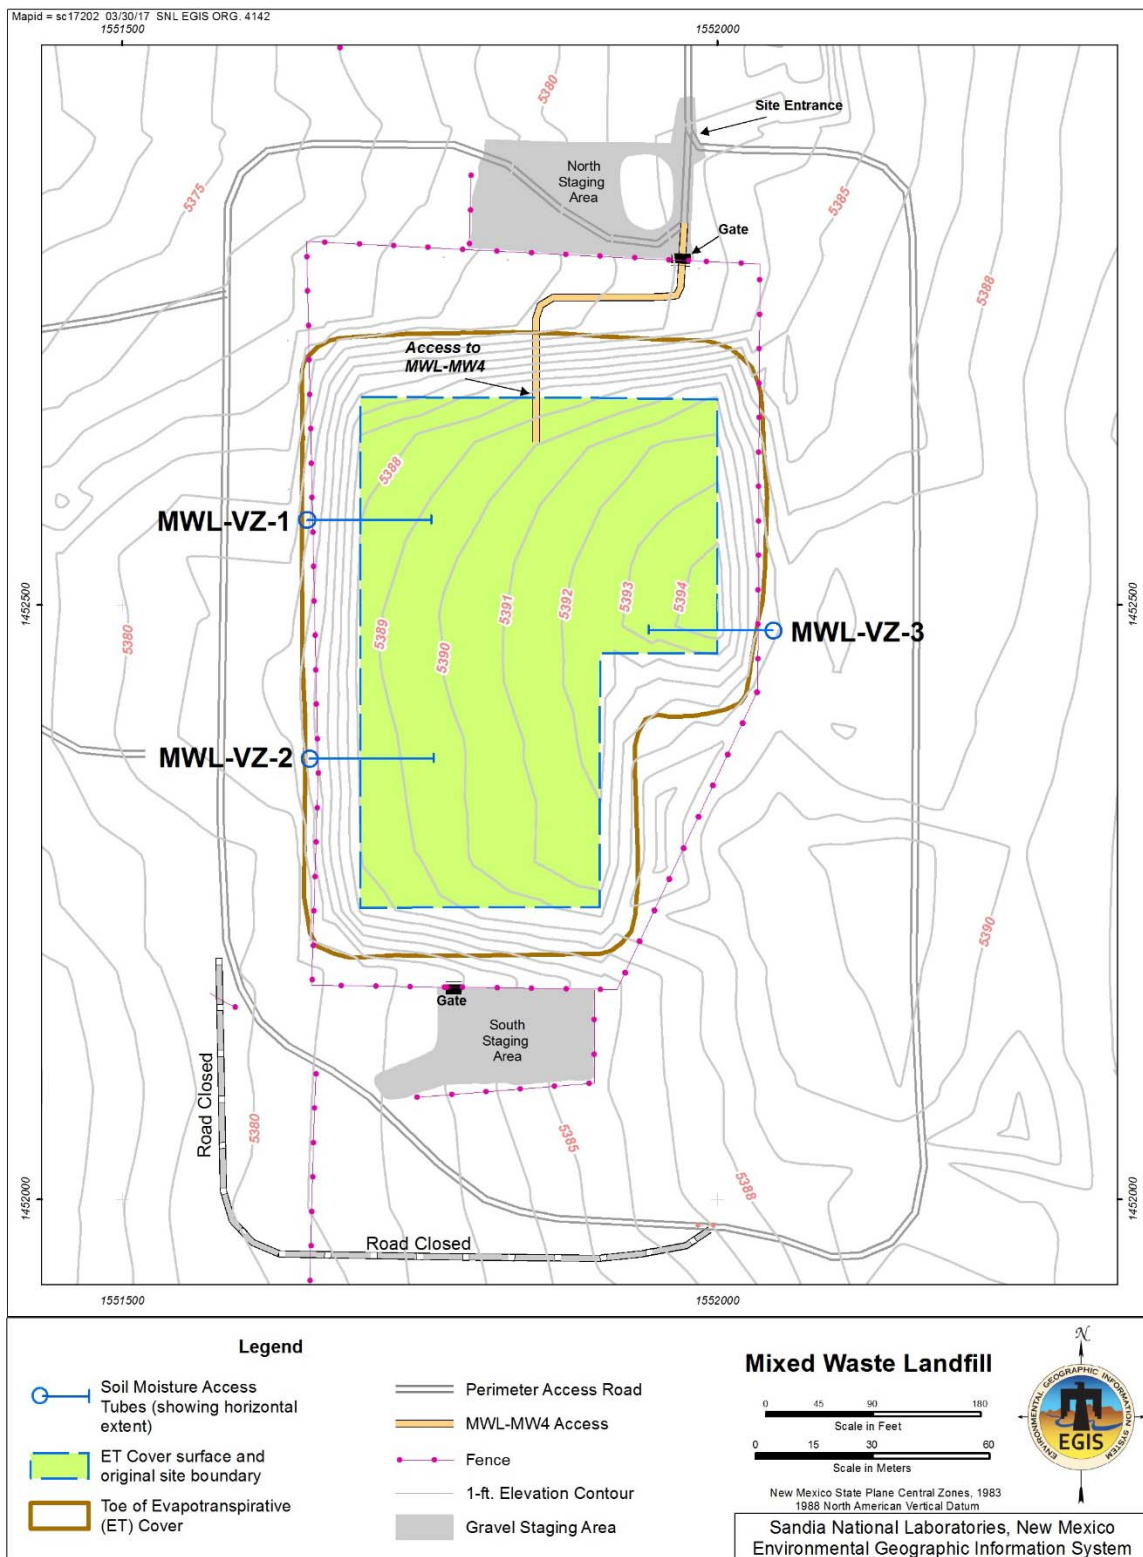 Mapid = sc17202 03/30/17 SNL EGIS ORG. 4142
1551500
1552000
5380
Site Entrance
North
Staging
Area
5375
5385
Gate
5388
Access to
MWL-MW4
5388
MWL-VZ-1
1452500
1452500
5380
5389
5390
5391
5392
5393
5394
MWL-VZ-3
MWL-VZ-2
5390
Gate
South
Staging
Area
Road Closed
5380
5385
5388
1452000
1452000
Road Closed
1551500
1552000
Legend
Soil Moisture Access
Tubes (showing horizontal
extent)
ET Cover surface and
original site boundary
Toe of Evapotranspirative
(ET) Cover
Perimeter Access Road
MWL-MW4 Access
Fence
1-ft. Elevation Contour
Gravel Staging Area
Mixed Waste Landfill
0 45 90 180
Scale in Feet
0 15 30 60
Scale in Meters
New Mexico State Plane Central Zones, 1983
1988 North American Vertical Datum
N
ENVIRONMENTAL GEOGRAPHIC INFORMATION SYSTEM
EGIS
Sandia National Laboratories, New Mexico
Environmental Geographic Information System